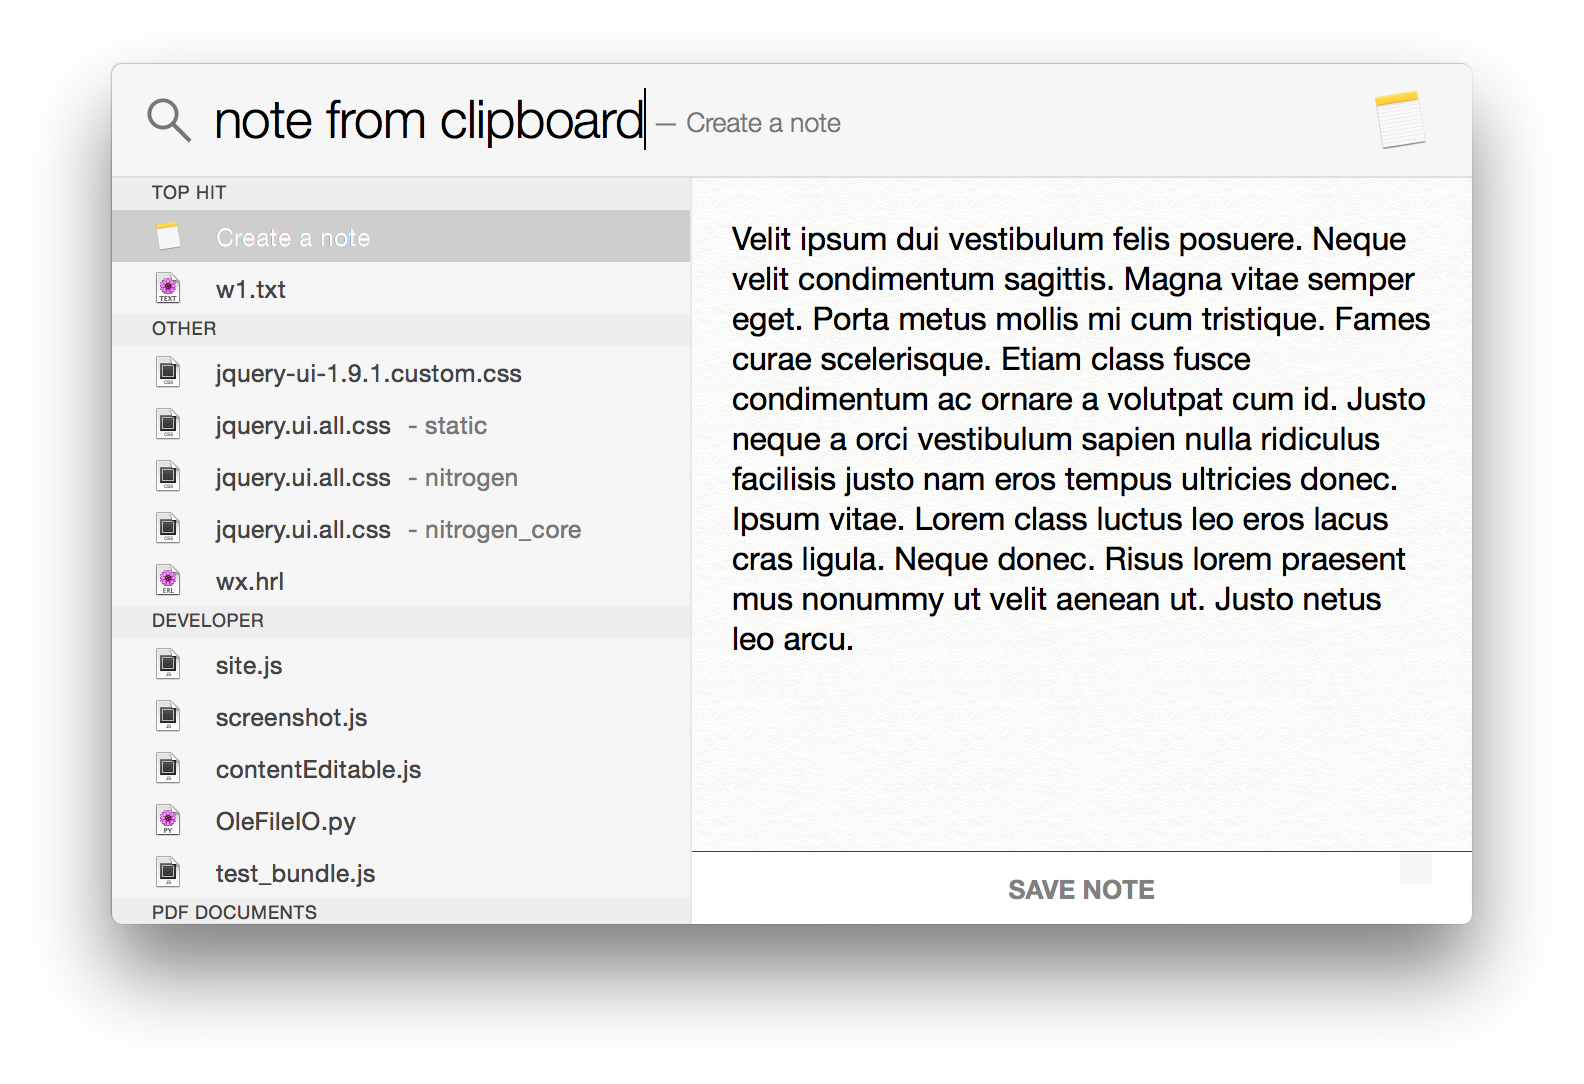 note from clipboard — Create a note
TOP HIT
Create a note
w1.txt
OTHER
jquery-ui-1.9.1.custom.css
jquery.ui.all.css - static
jquery.ui.all.css - nitrogen
jquery.ui.all.css - nitrogen_core
wx.hrl
DEVELOPER
site.js
screenshot.js
contentEditable.js
OleFileIO.py
test_bundle.js
PDF DOCUMENTS
Velit ipsum dui vestibulum felis posuere. Neque
velit condimentum sagittis. Magna vitae semper
eget. Porta metus mollis mi cum tristique. Fames
curae scelerisque. Etiam class fusce
condimentum ac ornare a volutpat cum id. Justo
neque a orci vestibulum sapien nulla ridiculus
facilisis justo nam eros tempus ultricies donec.
Ipsum vitae. Lorem class luctus leo eros lacus
cras ligula. Neque donec. Risus lorem praesent
mus nonummy ut velit aenean ut. Justo netus
leo arcu.
SAVE NOTE
TEXT
CSS
CSS
CSS
CSS
ERL
JS
JS
JS
PY
JS